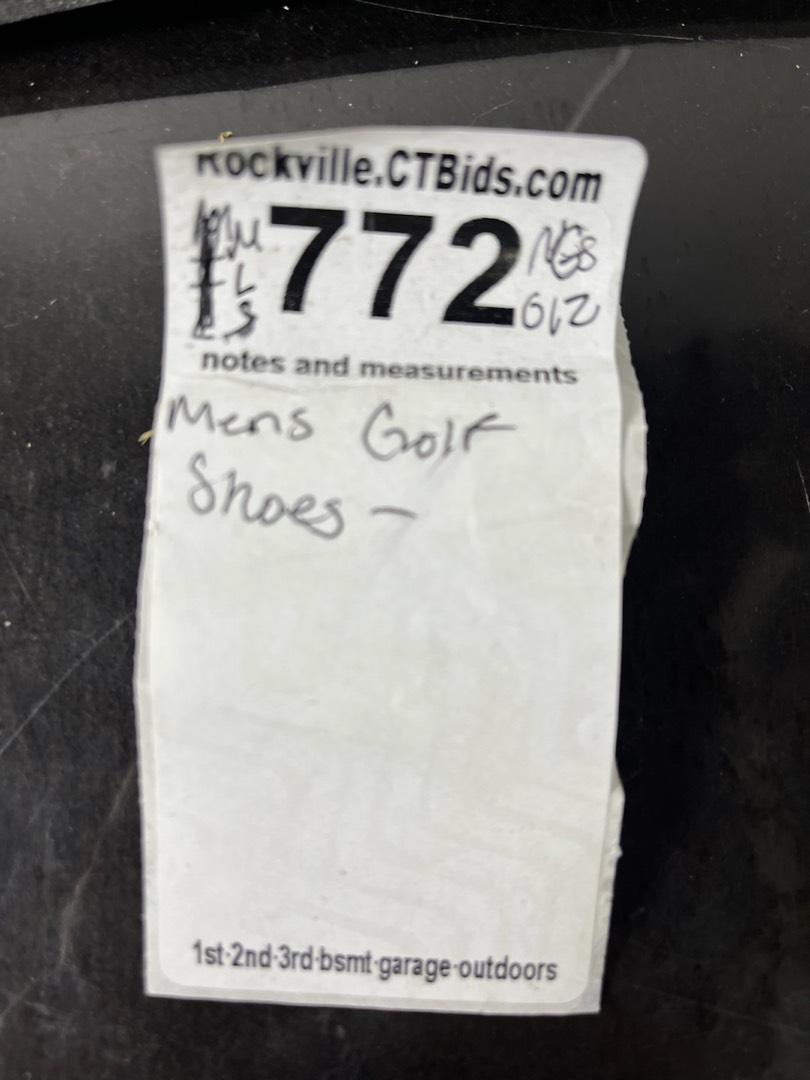 Rockville.CTBids.com
M
L
S
772
NGS
612
notes and measurements
Mens Golf
Shoes -
1st·2nd·3rd·bsmt·garage·outdoors